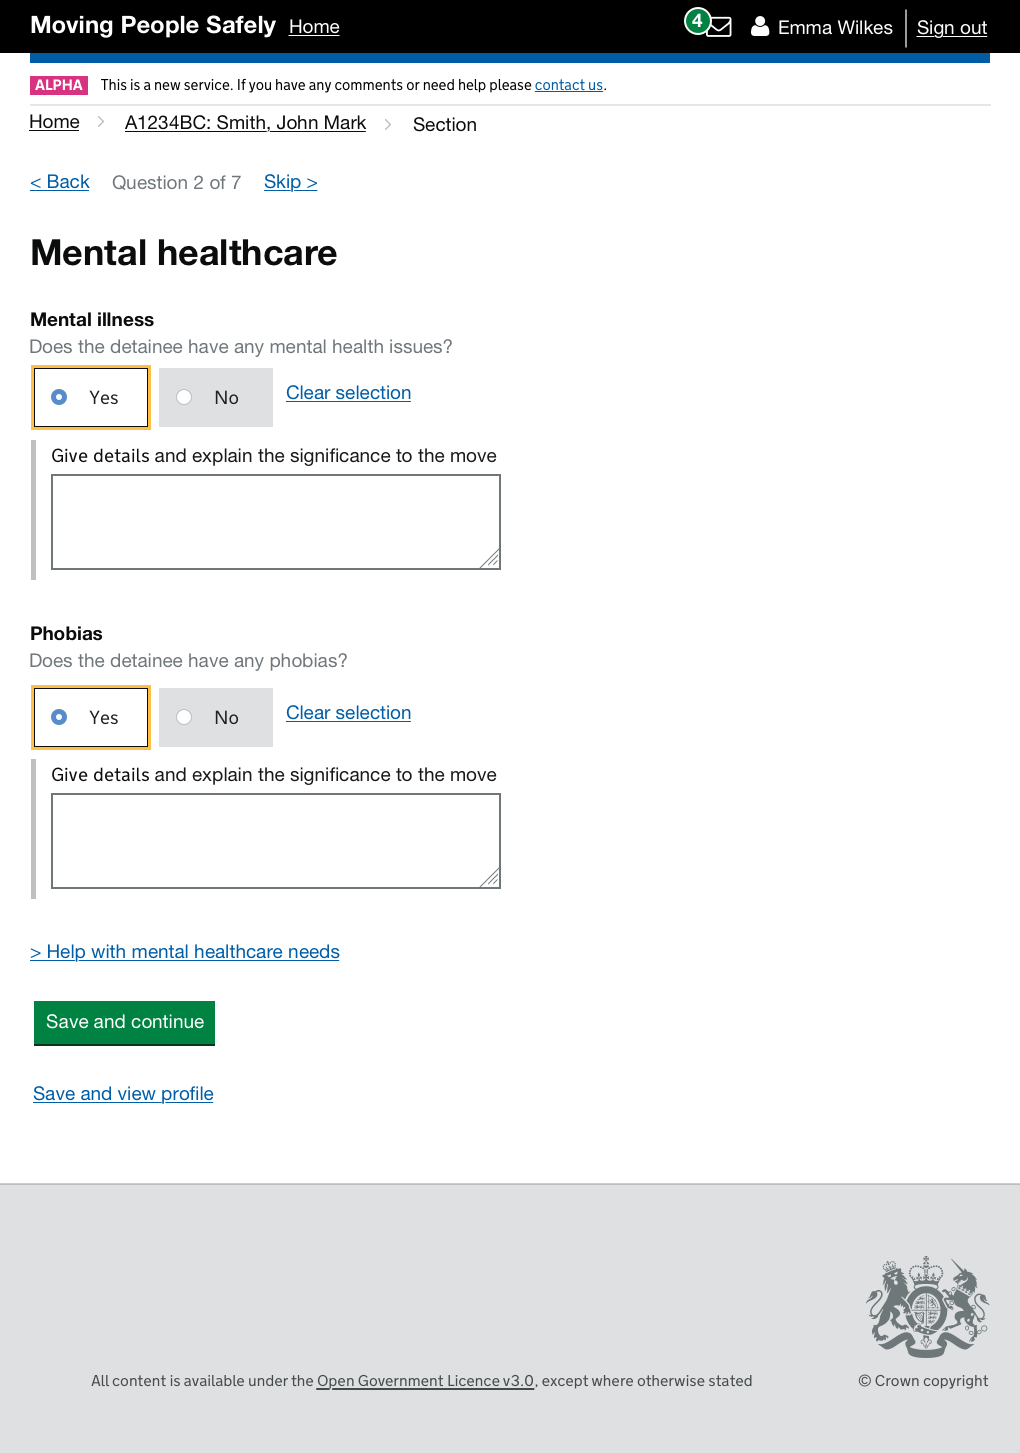 Moving People Safely Home 4 Emma Wilkes Sign out
ALPHA This is a new service. If you have any comments or need help please contact us.
Home > A1234BC: Smith, John Mark > Section
< Back Question 2 of 7 Skip >
Mental healthcare
Mental illness
Does the detainee have any mental health issues?
Yes No Clear selection
Give details and explain the significance to the move
Phobias
Does the detainee have any phobias?
Yes No Clear selection
Give details and explain the significance to the move
> Help with mental healthcare needs
Save and continue
Save and view profile
All content is available under the Open Government Licence v3.0, except where otherwise stated © Crown copyright